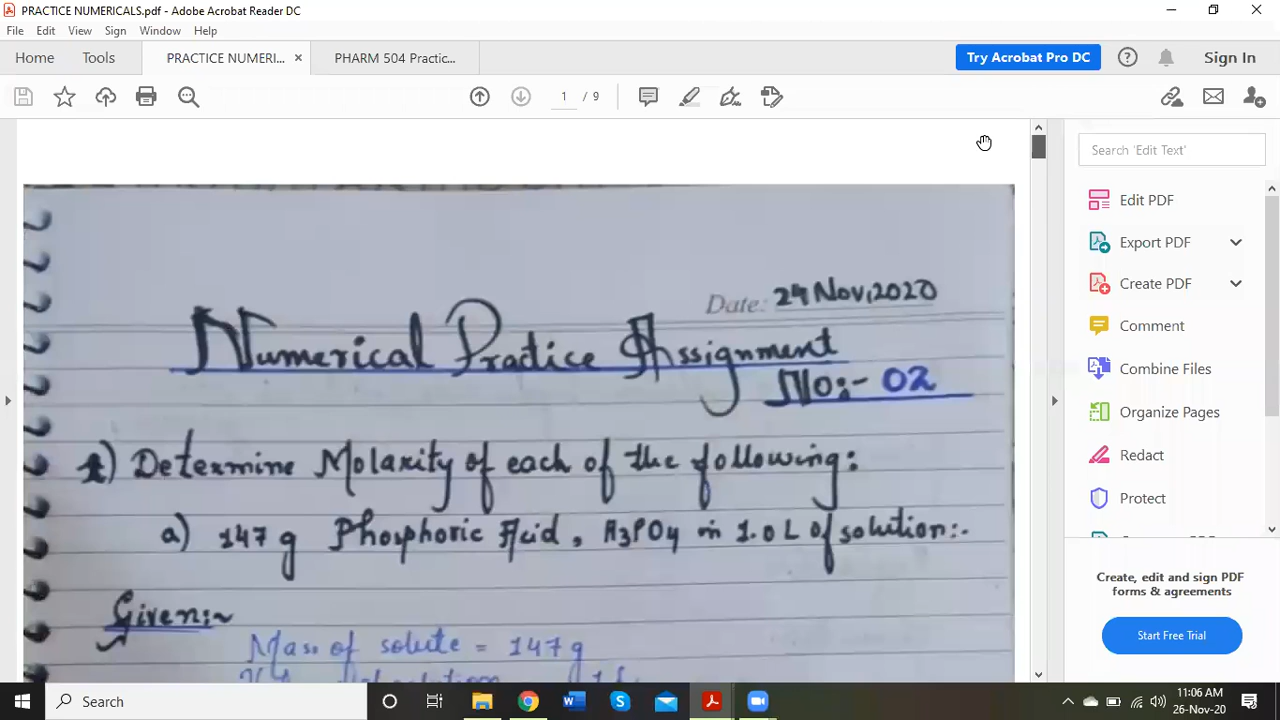 PRACTICE NUMERICALS.pdf - Adobe Acrobat Reader DC
File Edit View Sign Window Help
Home Tools PRACTICE NUMERI... × PHARM 504 Practic... Try Acrobat Pro DC Sign In
1 / 9
Search 'Edit Text'
Edit PDF
Export PDF
Create PDF
Comment
Combine Files
Organize Pages
Redact
Protect
Create, edit and sign PDF
forms & agreements
Start Free Trial
Date: 24 Nov, 2020
Numerical Practice Assignment
No:- 02
1) Determine Molarity of each of the following:
a) 147 g Phosphoric Acid, H3PO4 in 1.0 L of solution:-
Given:~
Mass of solute = 147 g
Search
11:06 AM
26-Nov-20